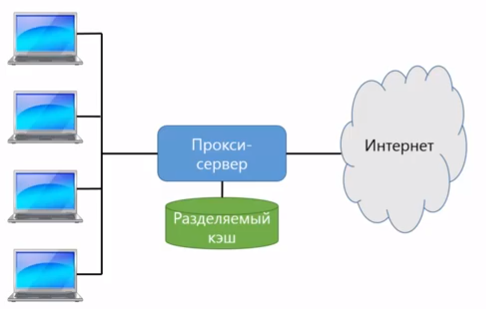 Прокси-
сервер
Интернет
Разделяемый
кэш